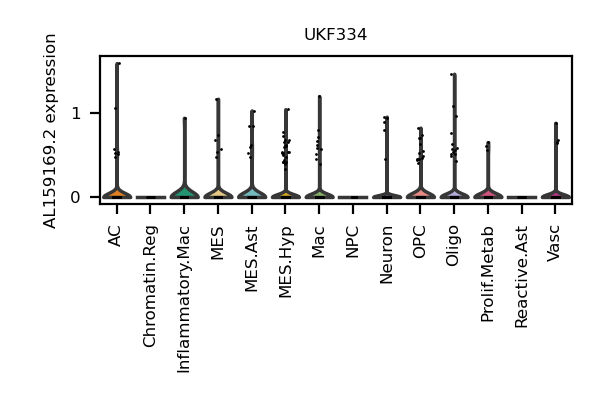 UKF334
AL159169.2 expression
1
0
AC
Chromatin.Reg
Inflammatory.Mac
MES
MES.Ast
MES.Hyp
Mac
NPC
Neuron
OPC
Oligo
Prolif.Metab
Reactive.Ast
Vasc